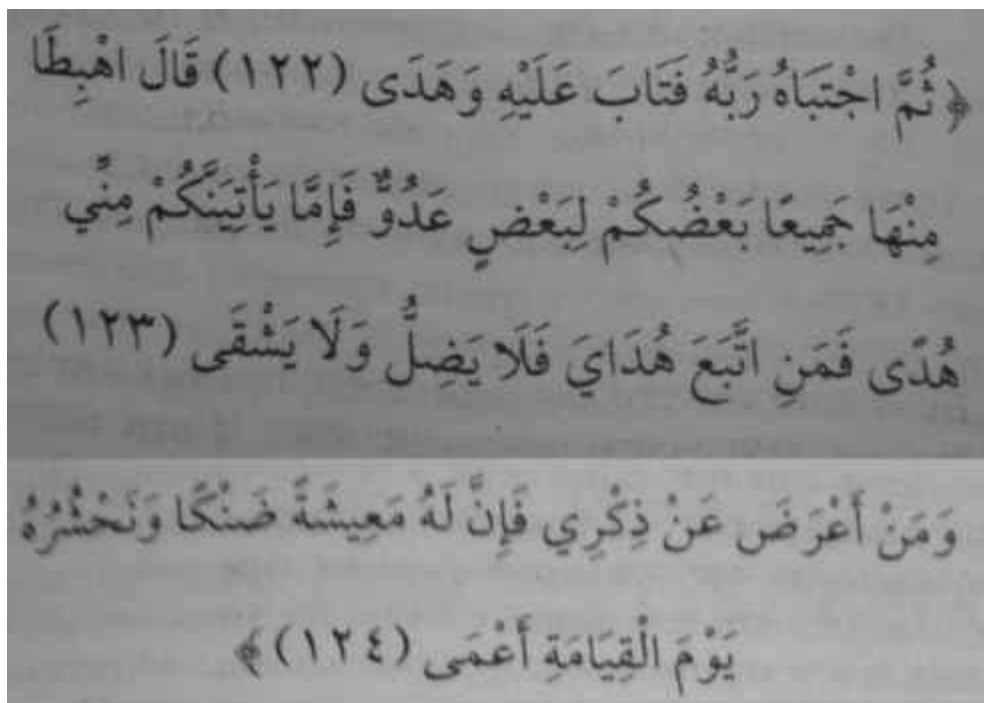 ﴿ثُمَّ اجْتَبَاهُ رَبُّهُ فَتَابَ عَلَيْهِ وَهَدَى (١٢٢) قَالَ اهْبِطَا
مِنْهَا جَمِيعًا بَعْضُكُمْ لِبَعْضٍ عَدُوٌّ فَإِمَّا يَأْتِيَنَّكُمْ مِنِّي
هُدًى فَمَنِ اتَّبَعَ هُدَايَ فَلَا يَضِلُّ وَلَا يَشْقَى (١٢٣)
وَمَنْ أَعْرَضَ عَنْ ذِكْرِي فَإِنَّ لَهُ مَعِيشَةً ضَنْكًا وَنَحْشُرُهُ
يَوْمَ الْقِيَامَةِ أَعْمَى (١٢٤)﴾